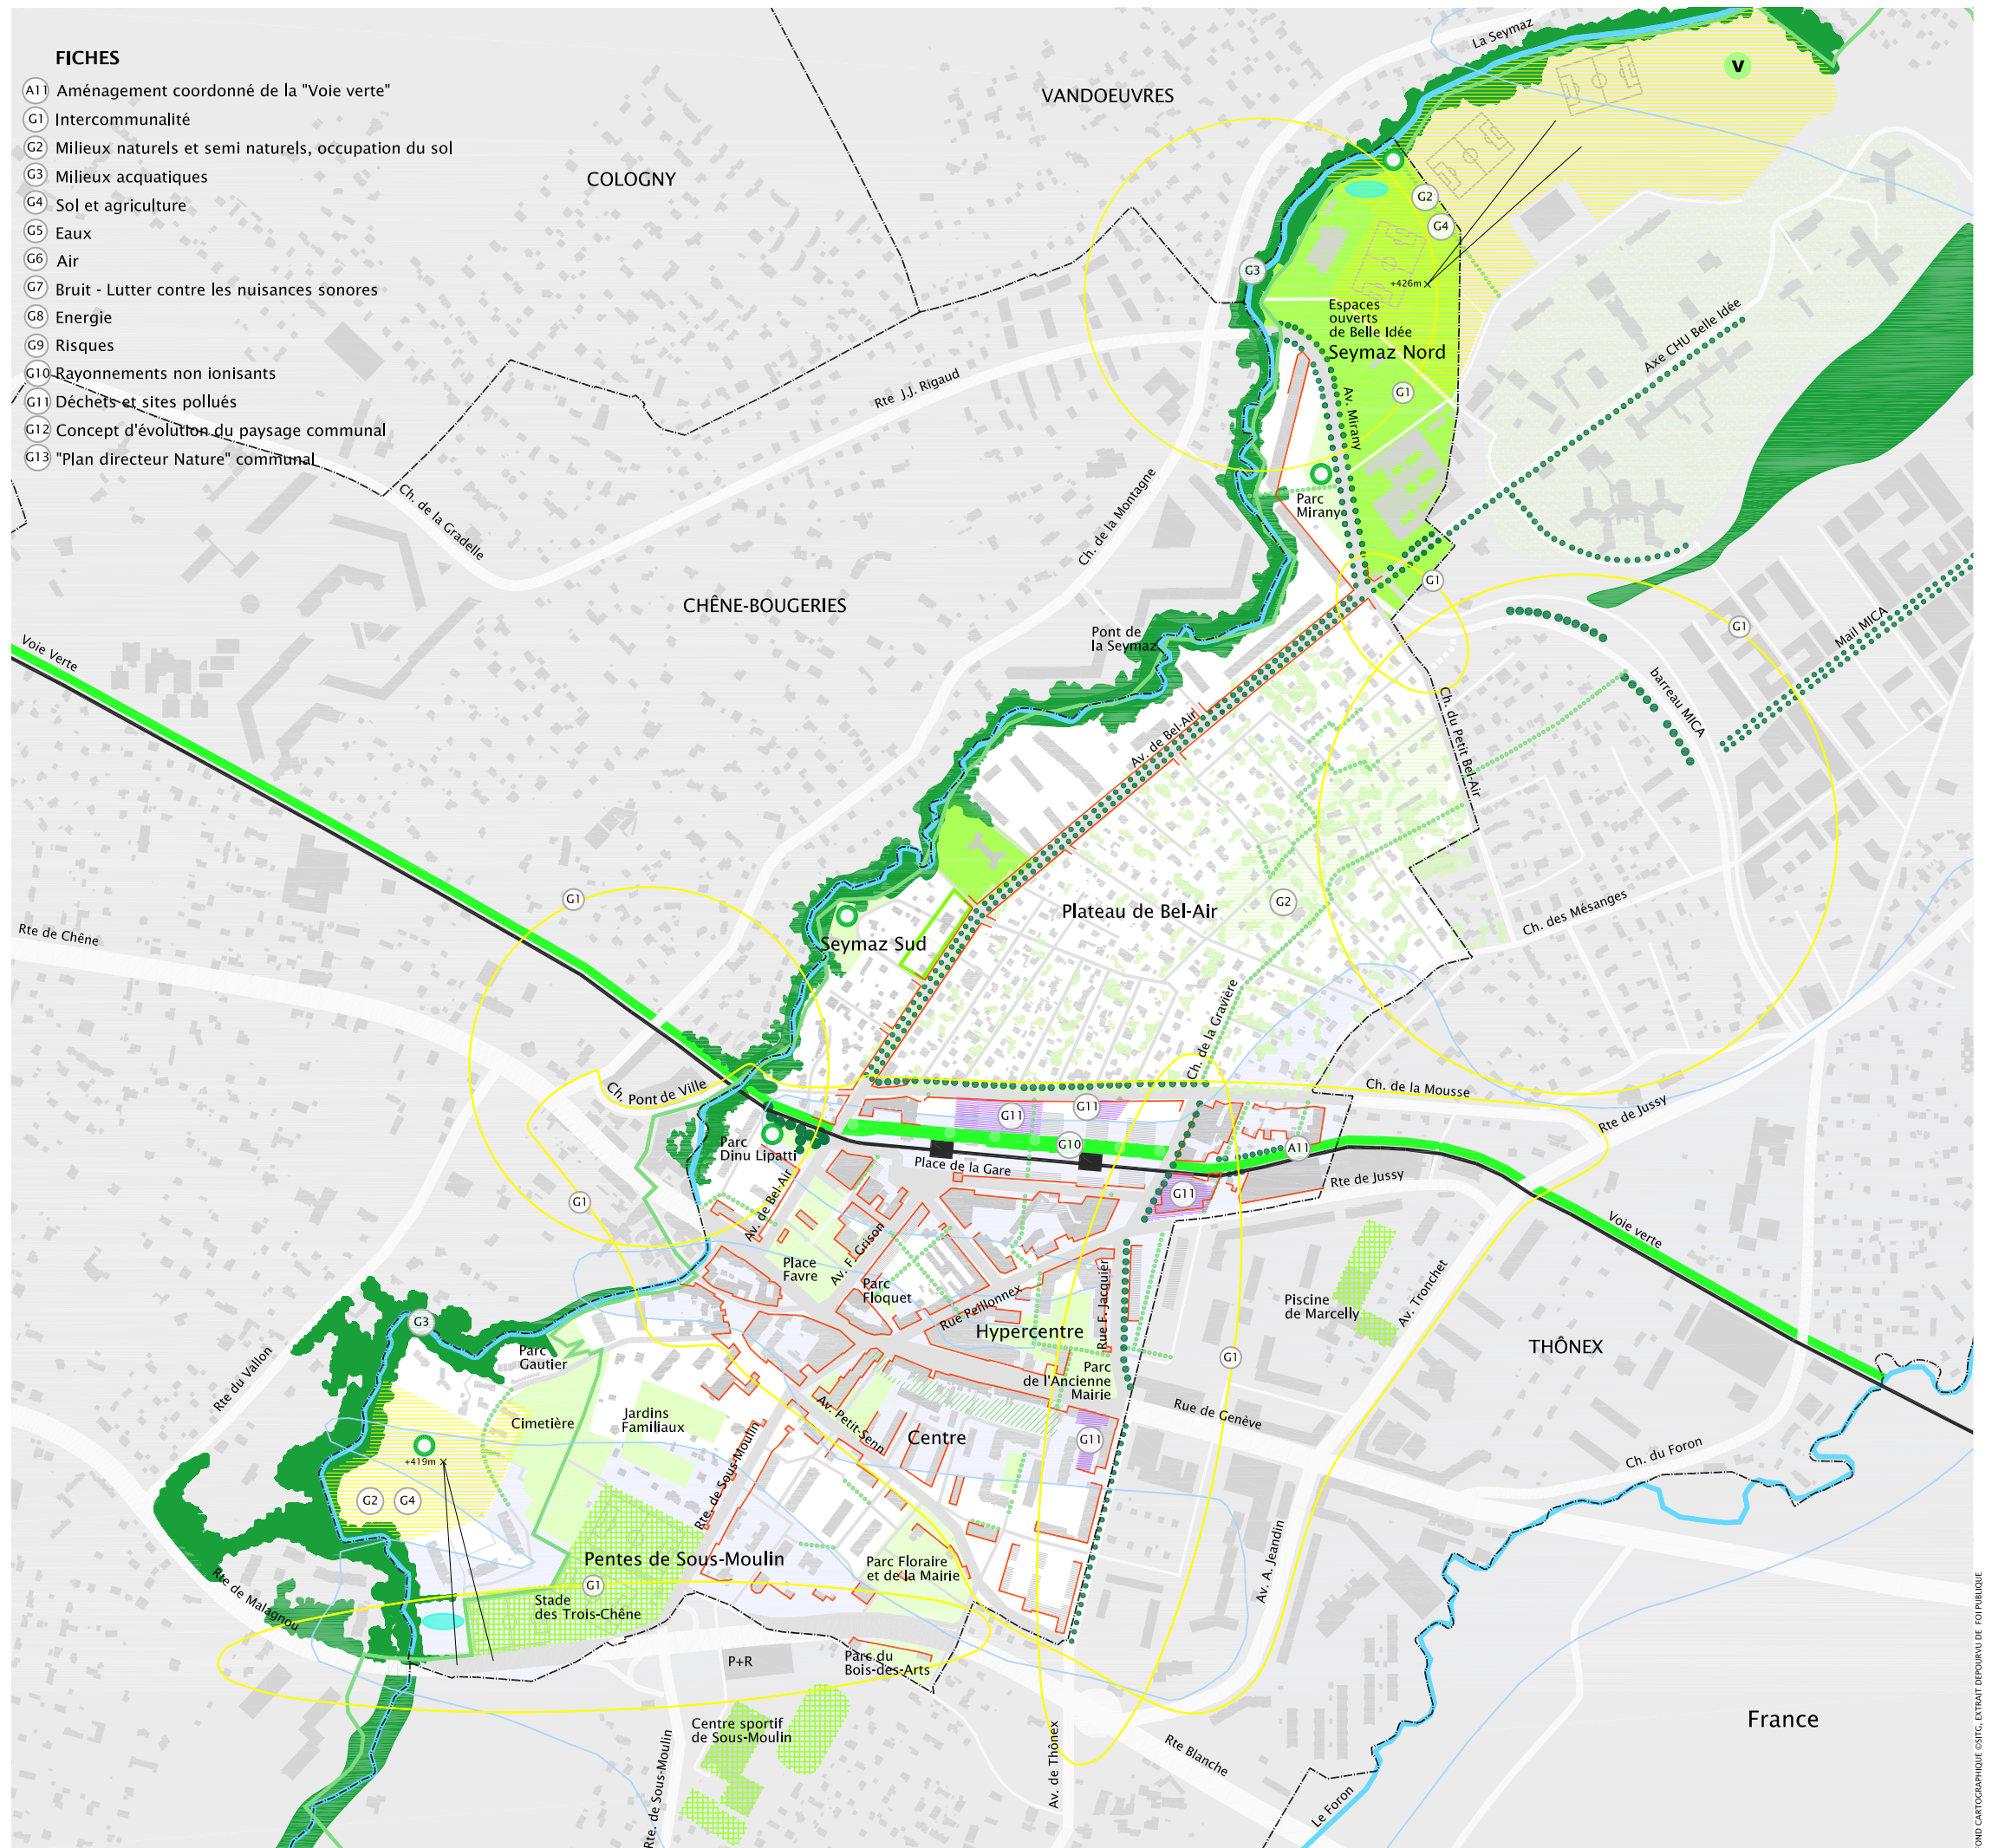 FICHES
A11 Aménagement coordonné de la "Voie verte"
G1 Intercommunalité
G2 Milieux naturels et semi naturels, occupation du sol
G3 Milieux acquatiques
G4 Sol et agriculture
G5 Eaux
G6 Air
G7 Bruit - Lutter contre les nuisances sonores
G8 Energie
G9 Risques
G10 Rayonnements non ionisants
G11 Déchets et sites pollués
G12 Concept d'évolution du paysage communal
G13 "Plan directeur Nature" communal
La Seymaz
V
VANDOEUVRES
COLOGNY
G2
G4
G3
+426m
Espaces
ouverts
de Belle Idée
Seymaz Nord
Axe CHU Belle Idée
Rte J.J. Rigaud
G1
Av. Mirany
Parc
Mirany
Ch. de la Gradelle
Ch. de la Montagne
G1
CHÊNE-BOUGERIES
G1
Mail MICA
Pont de
la Seymaz
Voie Verte
barreau MICA
Ch. du Petit Bel-Air
Av. de Bel-Air
G1
G2
Plateau de Bel-Air
Ch. des Mésanges
Rte de Chêne
Seymaz Sud
Ch. de la Gravière
Ch. Pont de Ville
Ch. de la Mousse
G11
G11
Rte de Jussy
Parc
Dinu Lipatti
G10
A11
Place de la Gare
Rte de Jussy
G11
G1
Av. de Bel-Air
Voie verte
Place
Favre
Av. F. Grison
Parc
Floquet
Rue Peillonnex
Rue F. Jacquier
Hypercentre
Piscine
de Marcelly
Av. Tronchet
G3
Parc
Gautier
THÔNEX
G1
Parc
de l'Ancienne
Mairie
Rte du Vallon
Cimetière
Jardins
Familiaux
Av. Petit-Senn
Rue de Genève
Centre
G11
+419m
Rte. de Sous-Moulin
Ch. du Foron
G2
G4
Pentes de Sous-Moulin
Parc Floraire
et de la Mairie
G1
Stade
des Trois-Chêne
Av. A. Jeandin
Rte de Malagnou
P+R
Parc du
Bois-des-Arts
Centre sportif
de Sous-Moulin
France
Rte. de Sous-Moulin
Av. de Thônex
Rte Blanche
Le Foron
FOND CARTOGRAPHIQUE ©SITG, EXTRAIT DEPOURVU DE FOI PUBLIQUE